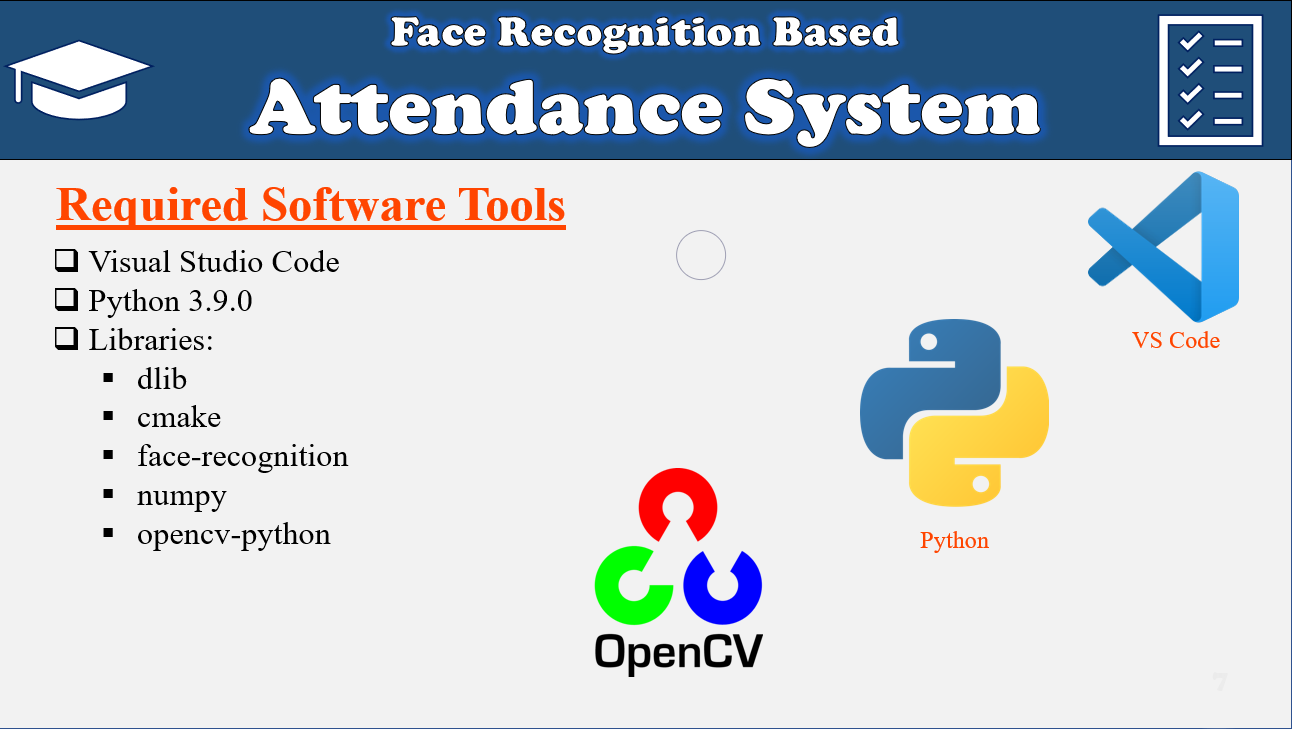 Face Recognition Based
Attendance System
Required Software Tools
Visual Studio Code
Python 3.9.0
Libraries:
dlib
cmake
face-recognition
numpy
opencv-python
VS Code
Python
OpenCV
7